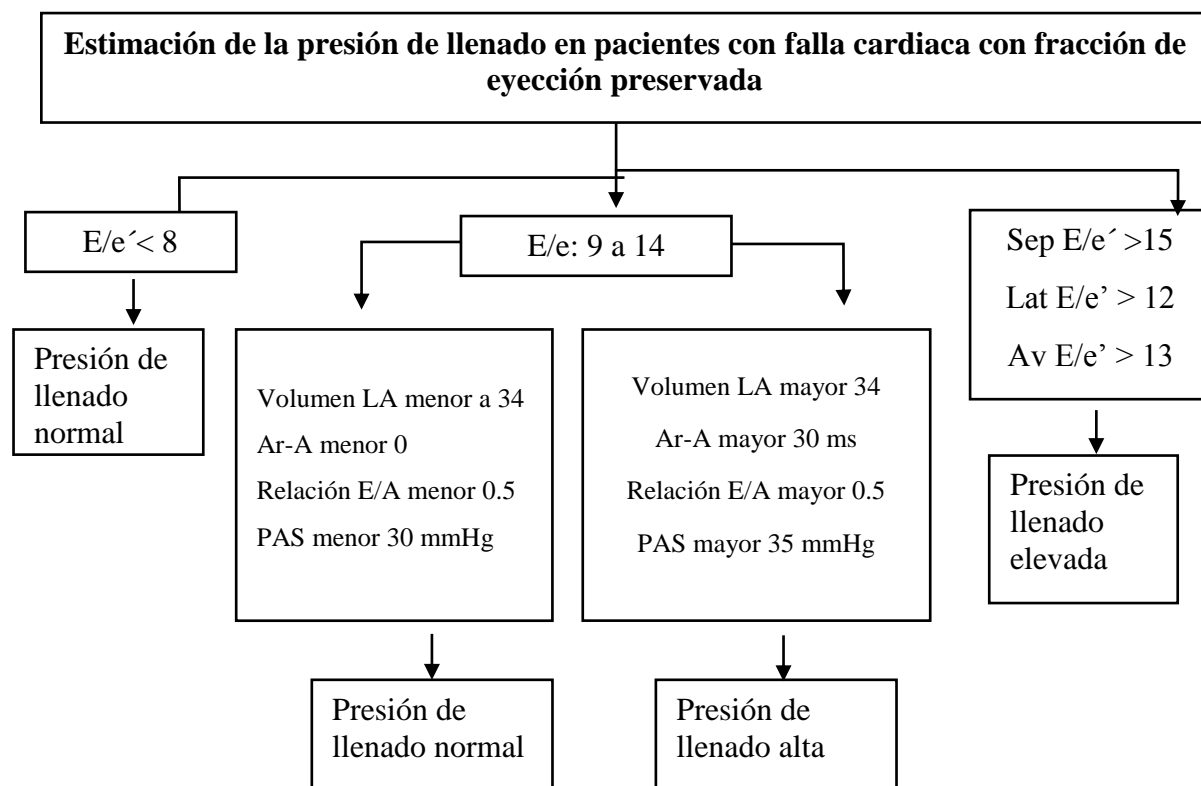 Estimación de la presión de llenado en pacientes con falla cardiaca con fracción de
eyección preservada
E/e´< 8
E/e: 9 a 14
Sep E/e´ >15
Lat E/e’ > 12
Av E/e’ > 13
Presión de
llenado
normal
Volumen LA menor a 34
Ar-A menor 0
Relación E/A menor 0.5
PAS menor 30 mmHg
Volumen LA mayor 34
Ar-A mayor 30 ms
Relación E/A mayor 0.5
PAS mayor 35 mmHg
Presión de
llenado
elevada
Presión de
llenado normal
Presión de
llenado alta